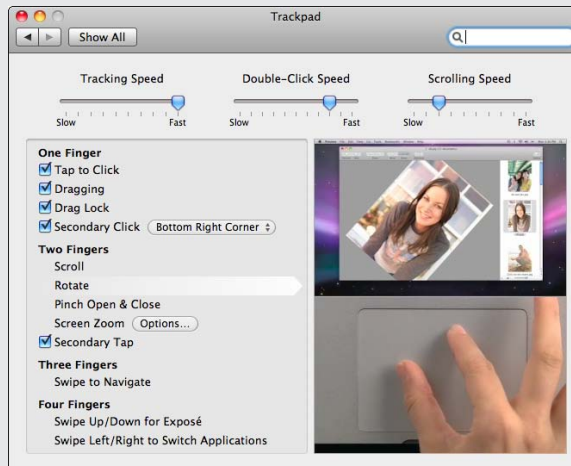 Trackpad
Show All
Tracking Speed
Double-Click Speed
Scrolling Speed
Slow Fast
Slow Fast
Slow Fast
One Finger
Tap to Click
Dragging
Drag Lock
Secondary Click Bottom Right Corner
Two Fingers
Scroll
Rotate
Pinch Open & Close
Screen Zoom Options...
Secondary Tap
Three Fingers
Swipe to Navigate
Four Fingers
Swipe Up/Down for Exposé
Swipe Left/Right to Switch Applications